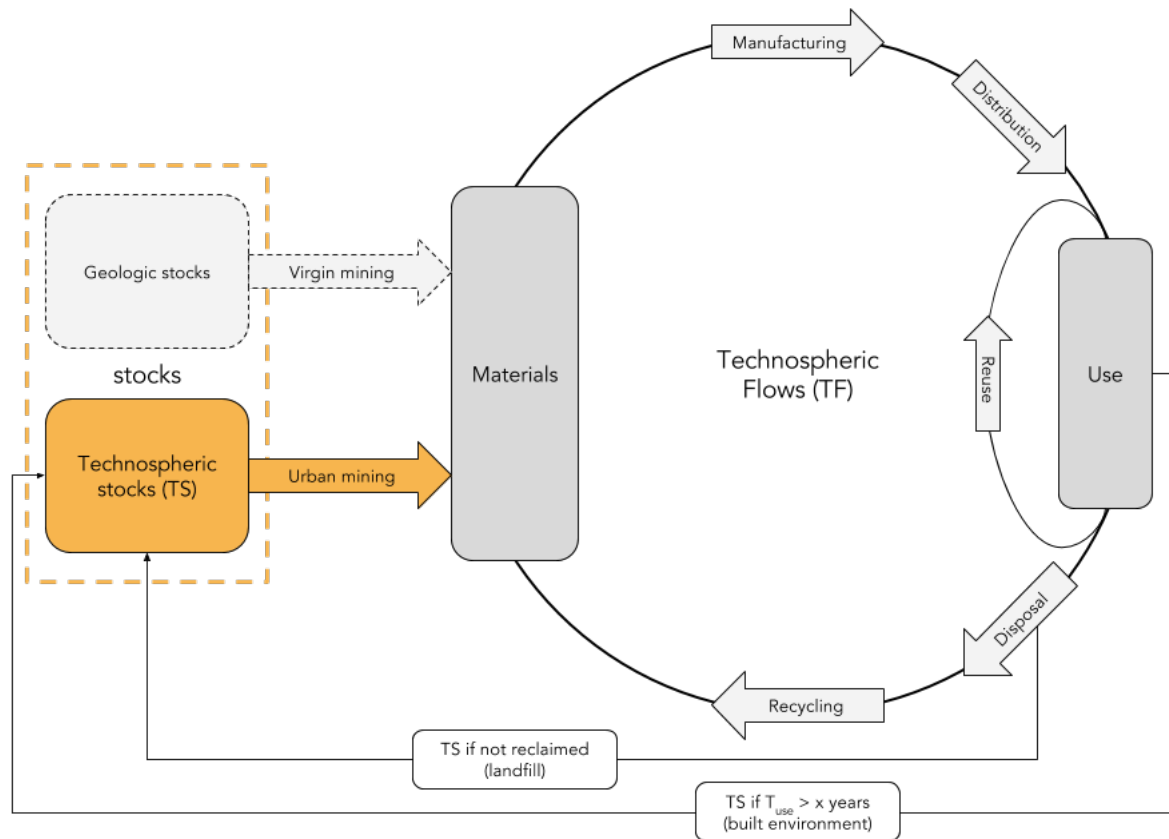 Manufacturing
Distribution
Geologic stocks
Virgin mining
stocks
Materials
Technospheric
Flows (TF)
Reuse
Use
Technospheric
stocks (TS)
Urban mining
Disposal
Recycling
TS if not reclaimed
(landfill)
TS if T_use > x years
(built environment)